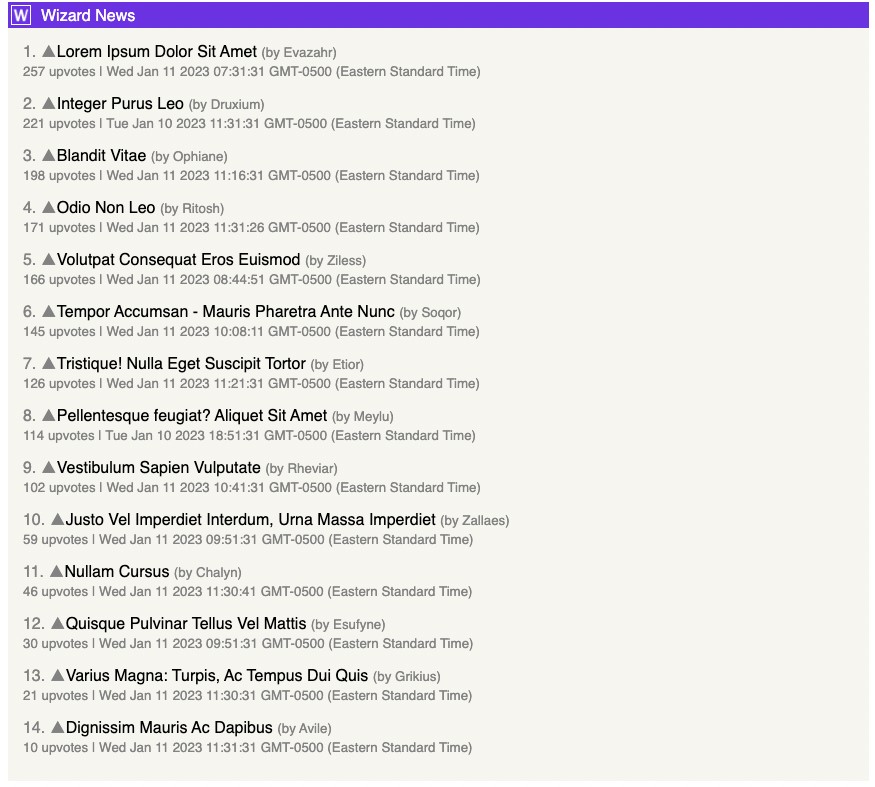 W Wizard News
1. ▲Lorem Ipsum Dolor Sit Amet (by Evazahr)
257 upvotes | Wed Jan 11 2023 07:31:31 GMT-0500 (Eastern Standard Time)
2. ▲Integer Purus Leo (by Druxium)
221 upvotes | Tue Jan 10 2023 11:31:31 GMT-0500 (Eastern Standard Time)
3. ▲Blandit Vitae (by Ophiane)
198 upvotes | Wed Jan 11 2023 11:16:31 GMT-0500 (Eastern Standard Time)
4. ▲Odio Non Leo (by Ritosh)
171 upvotes | Wed Jan 11 2023 11:31:26 GMT-0500 (Eastern Standard Time)
5. ▲Volutpat Consequat Eros Euismod (by Ziless)
166 upvotes | Wed Jan 11 2023 08:44:51 GMT-0500 (Eastern Standard Time)
6. ▲Tempor Accumsan - Mauris Pharetra Ante Nunc (by Soqor)
145 upvotes | Wed Jan 11 2023 10:08:11 GMT-0500 (Eastern Standard Time)
7. ▲Tristique! Nulla Eget Suscipit Tortor (by Etior)
126 upvotes | Wed Jan 11 2023 11:21:31 GMT-0500 (Eastern Standard Time)
8. ▲Pellentesque feugiat? Aliquet Sit Amet (by Meylu)
114 upvotes | Tue Jan 10 2023 18:51:31 GMT-0500 (Eastern Standard Time)
9. ▲Vestibulum Sapien Vulputate (by Rheviar)
102 upvotes | Wed Jan 11 2023 10:41:31 GMT-0500 (Eastern Standard Time)
10. ▲Justo Vel Imperdiet Interdum, Urna Massa Imperdiet (by Zallaes)
59 upvotes | Wed Jan 11 2023 09:51:31 GMT-0500 (Eastern Standard Time)
11. ▲Nullam Cursus (by Chalyn)
46 upvotes | Wed Jan 11 2023 11:30:41 GMT-0500 (Eastern Standard Time)
12. ▲Quisque Pulvinar Tellus Vel Mattis (by Esufyne)
30 upvotes | Wed Jan 11 2023 09:51:31 GMT-0500 (Eastern Standard Time)
13. ▲Varius Magna: Turpis, Ac Tempus Dui Quis (by Grikius)
21 upvotes | Wed Jan 11 2023 11:30:31 GMT-0500 (Eastern Standard Time)
14. ▲Dignissim Mauris Ac Dapibus (by Avile)
10 upvotes | Wed Jan 11 2023 11:31:31 GMT-0500 (Eastern Standard Time)